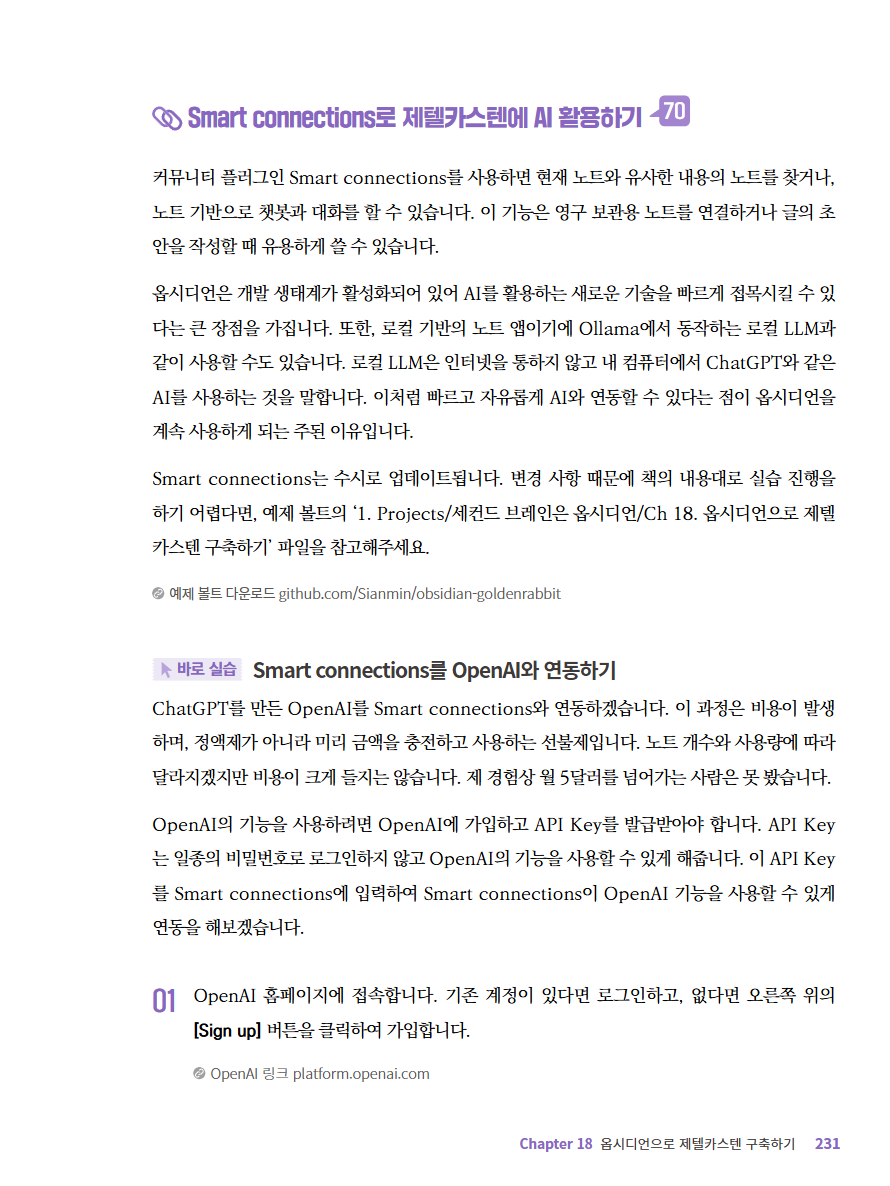 Smart connections로 제텔카스텐에 AI 활용하기 70
커뮤니티 플러그인 Smart connections를 사용하면 현재 노트와 유사한 내용의 노트를 찾거나,
노트 기반으로 챗봇과 대화를 할 수 있습니다. 이 기능은 영구 보관용 노트를 연결하거나 글의 초
안을 작성할 때 유용하게 쓸 수 있습니다.
옵시디언은 개발 생태계가 활성화되어 있어 AI를 활용하는 새로운 기술을 빠르게 접목시킬 수 있
다는 큰 장점을 가집니다. 또한, 로컬 기반의 노트 앱이기에 Ollama에서 동작하는 로컬 LLM과
같이 사용할 수도 있습니다. 로컬 LLM은 인터넷을 통하지 않고 내 컴퓨터에서 ChatGPT와 같은
AI를 사용하는 것을 말합니다. 이처럼 빠르고 자유롭게 AI와 연동할 수 있다는 점이 옵시디언을
계속 사용하게 되는 주된 이유입니다.
Smart connections는 수시로 업데이트됩니다. 변경 사항 때문에 책의 내용대로 실습 진행을
하기 어렵다면, 예제 볼트의 ‘1. Projects/세컨드 브레인은 옵시디언/Ch 18. 옵시디언으로 제텔
카스텐 구축하기’ 파일을 참고해주세요.
예제 볼트 다운로드 github.com/Sianmin/obsidian-goldenrabbit
바로 실습 Smart connections를 OpenAI와 연동하기
ChatGPT를 만든 OpenAI를 Smart connections와 연동하겠습니다. 이 과정은 비용이 발생
하며, 정액제가 아니라 미리 금액을 충전하고 사용하는 선불제입니다. 노트 개수와 사용량에 따라
달라지겠지만 비용이 크게 들지는 않습니다. 제 경험상 월 5달러를 넘어가는 사람은 못 봤습니다.
OpenAI의 기능을 사용하려면 OpenAI에 가입하고 API Key를 발급받아야 합니다. API Key
는 일종의 비밀번호로 로그인하지 않고 OpenAI의 기능을 사용할 수 있게 해줍니다. 이 API Key
를 Smart connections에 입력하여 Smart connections이 OpenAI 기능을 사용할 수 있게
연동을 해보겠습니다.
01 OpenAI 홈페이지에 접속합니다. 기존 계정이 있다면 로그인하고, 없다면 오른쪽 위의
[Sign up] 버튼을 클릭하여 가입합니다.
OpenAI 링크 platform.openai.com
Chapter 18 옵시디언으로 제텔카스텐 구축하기 231